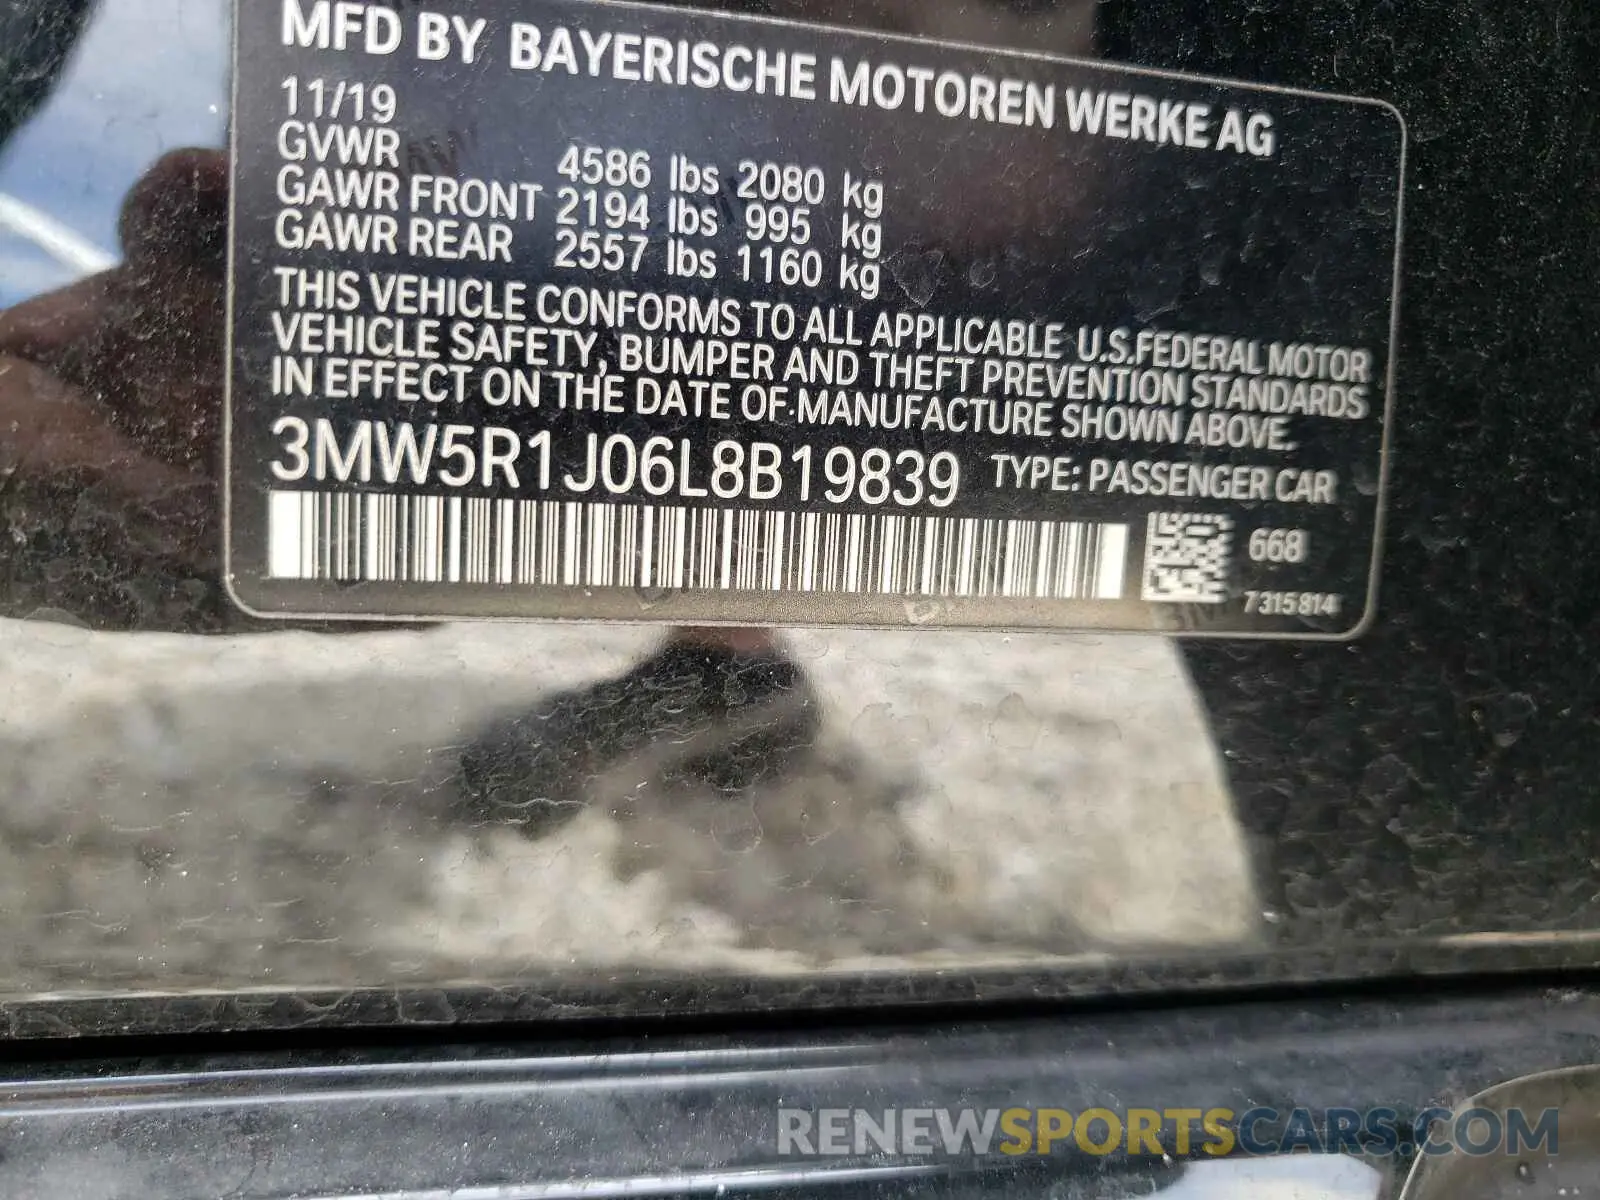 MFD BY BAYERISCHE MOTOREN WERKE AG
11/19
GVWR 4586 lbs 2080 kg
GAWR FRONT 2194 lbs 995 kg
GAWR REAR 2557 lbs 1160 kg
THIS VEHICLE CONFORMS TO ALL APPLICABLE U.S.FEDERAL MOTOR
VEHICLE SAFETY, BUMPER AND THEFT PREVENTION STANDARDS
IN EFFECT ON THE DATE OF MANUFACTURE SHOWN ABOVE.
3MW5R1J06L8B19839 TYPE: PASSENGER CAR
668
7315814
RENEWSPORTSCARS.COM